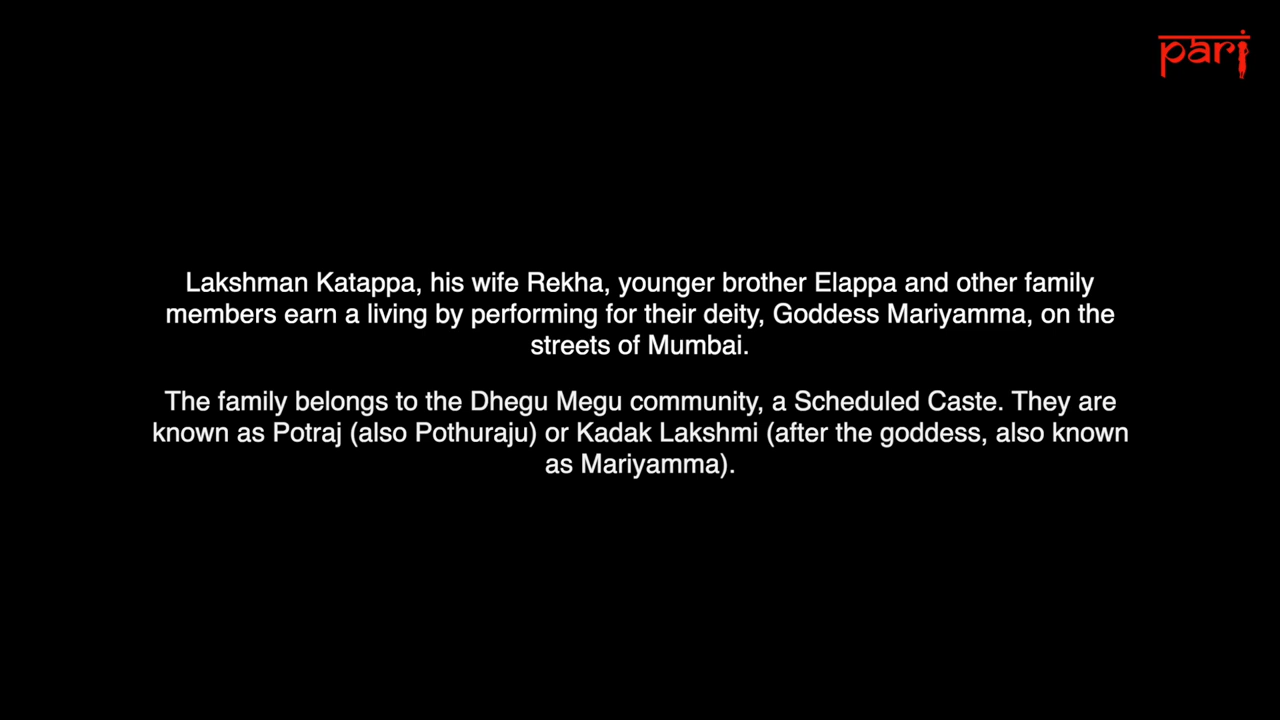 pari
Lakshman Katappa, his wife Rekha, younger brother Elappa and other family
members earn a living by performing for their deity, Goddess Mariyamma, on the
streets of Mumbai.
The family belongs to the Dhegu Megu community, a Scheduled Caste. They are
known as Potraj (also Pothuraju) or Kadak Lakshmi (after the goddess, also known
as Mariyamma).